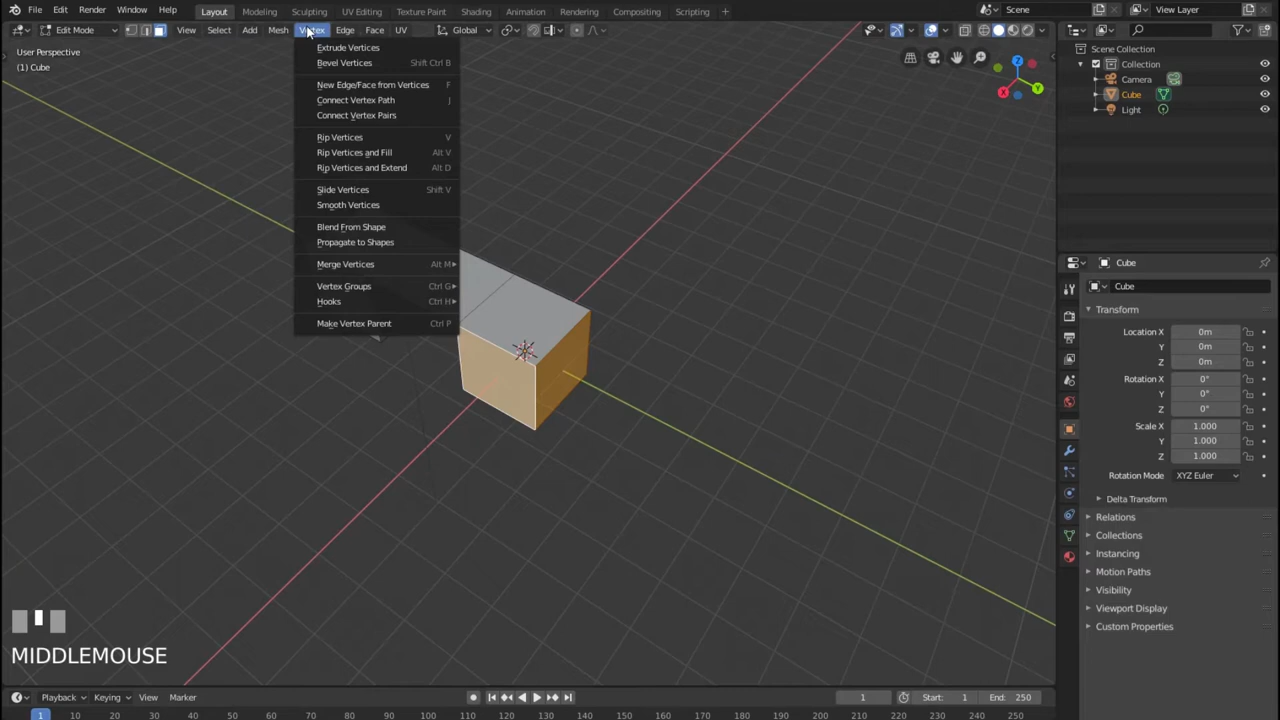 File Edit Render Window Help Layout Modeling Sculpting UV Editing Texture Paint Shading Animation Rendering Compositing Scripting + Scene View Layer
Edit Mode View Select Add Mesh Vertex Edge Face UV Global
User Perspective
(1) Cube
Extrude Vertices
Bevel Vertices Shift Ctrl B
New Edge/Face from Vertices F
Connect Vertex Path J
Connect Vertex Pairs
Rip Vertices V
Rip Vertices and Fill Alt V
Rip Vertices and Extend Alt D
Slide Vertices Shift V
Smooth Vertices
Blend From Shape
Propagate to Shapes
Merge Vertices Alt M
Vertex Groups Ctrl G
Hooks Ctrl H
Make Vertex Parent Ctrl P
Z
X Y
Scene Collection
Collection
Camera
Cube
Light
Cube
Cube
Transform
Location X 0m
Y 0m
Z 0m
Rotation X 0°
Y 0°
Z 0°
Scale X 1.000
Y 1.000
Z 1.000
Rotation Mode XYZ Euler
Delta Transform
Relations
Collections
Instancing
Motion Paths
Visibility
Viewport Display
Custom Properties
MIDDLEMOUSE
Playback Keying View Marker 1 Start: 1 End: 250
1 10 20 30 40 50 60 70 80 90 100 110 120 130 140 150 160 170 180 190 200 210 220 230 240 250